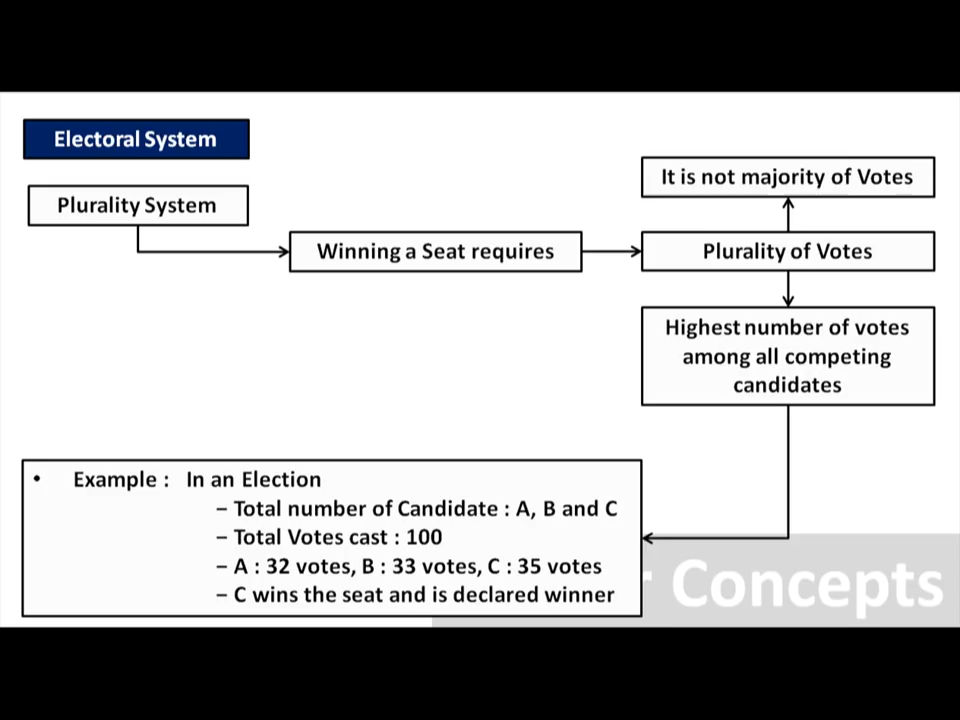 Electoral System
Plurality System
It is not majority of Votes
Winning a Seat requires
Plurality of Votes
Highest number of votes
among all competing
candidates
• Example : In an Election
– Total number of Candidate : A, B and C
– Total Votes cast : 100
– A : 32 votes, B : 33 votes, C : 35 votes
– C wins the seat and is declared winner
Concepts